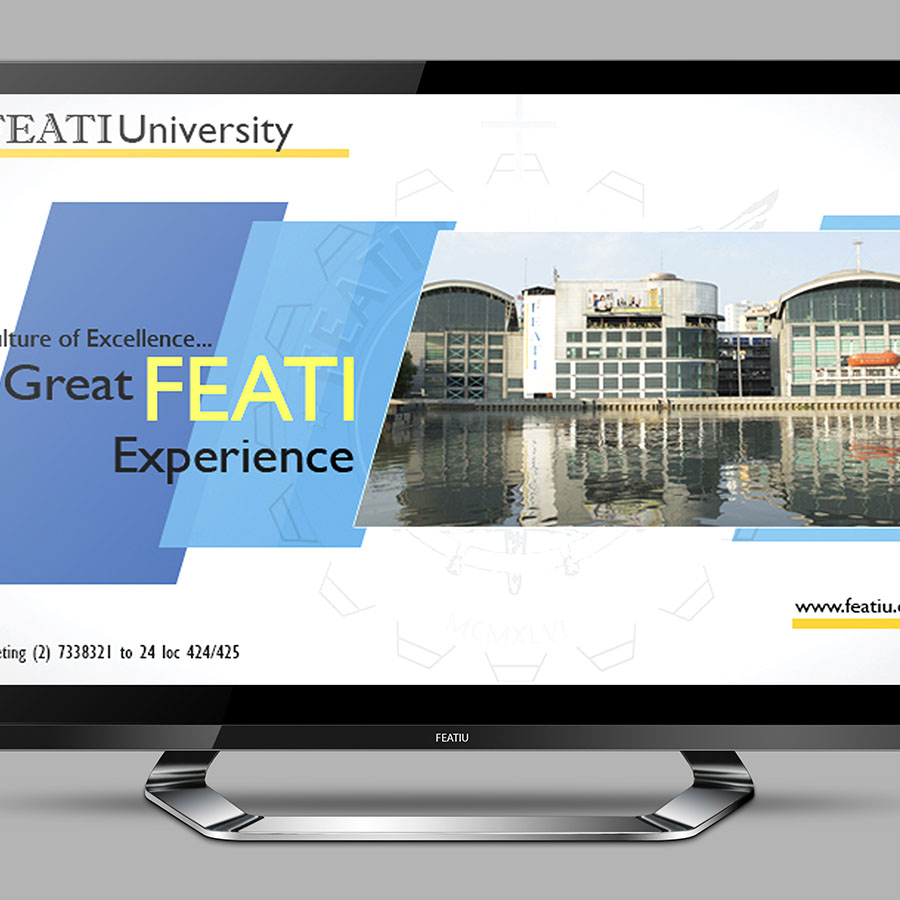 FEATI University
FEATI
FEATI
ulture of Excellence...
Great FEATI
Experience
MCMXLVI
www.featiu.
eting (2) 7338321 to 24 loc 424/425
FEATIU